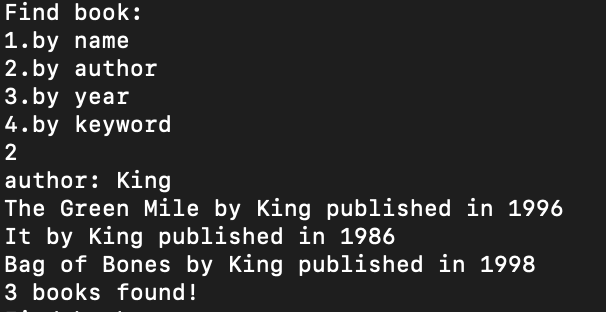 Find book:
1.by name
2.by author
3.by year
4.by keyword
2
author: King
The Green Mile by King published in 1996
It by King published in 1986
Bag of Bones by King published in 1998
3 books found!